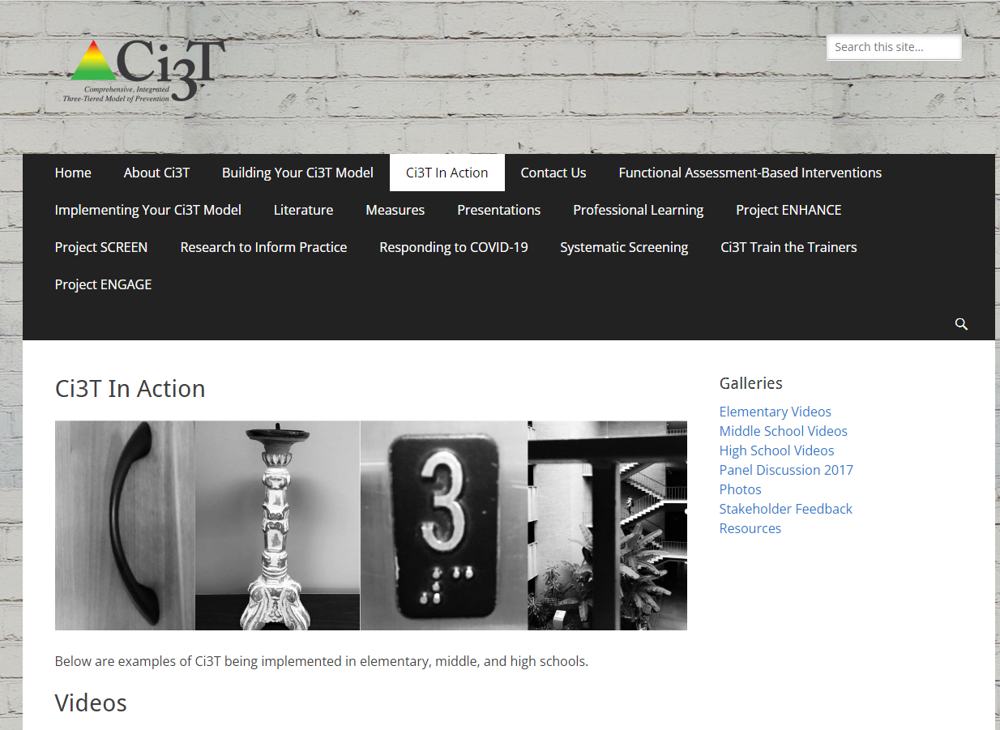 Ci3T
Comprehensive, Integrated
Three-Tiered Model of Prevention
Search this site...
Home About Ci3T Building Your Ci3T Model Ci3T In Action Contact Us Functional Assessment-Based Interventions
Implementing Your Ci3T Model Literature Measures Presentations Professional Learning Project ENHANCE
Project SCREEN Research to Inform Practice Responding to COVID-19 Systematic Screening Ci3T Train the Trainers
Project ENGAGE
Ci3T In Action
3
Below are examples of Ci3T being implemented in elementary, middle, and high schools.
Videos
Galleries
Elementary Videos
Middle School Videos
High School Videos
Panel Discussion 2017
Photos
Stakeholder Feedback
Resources